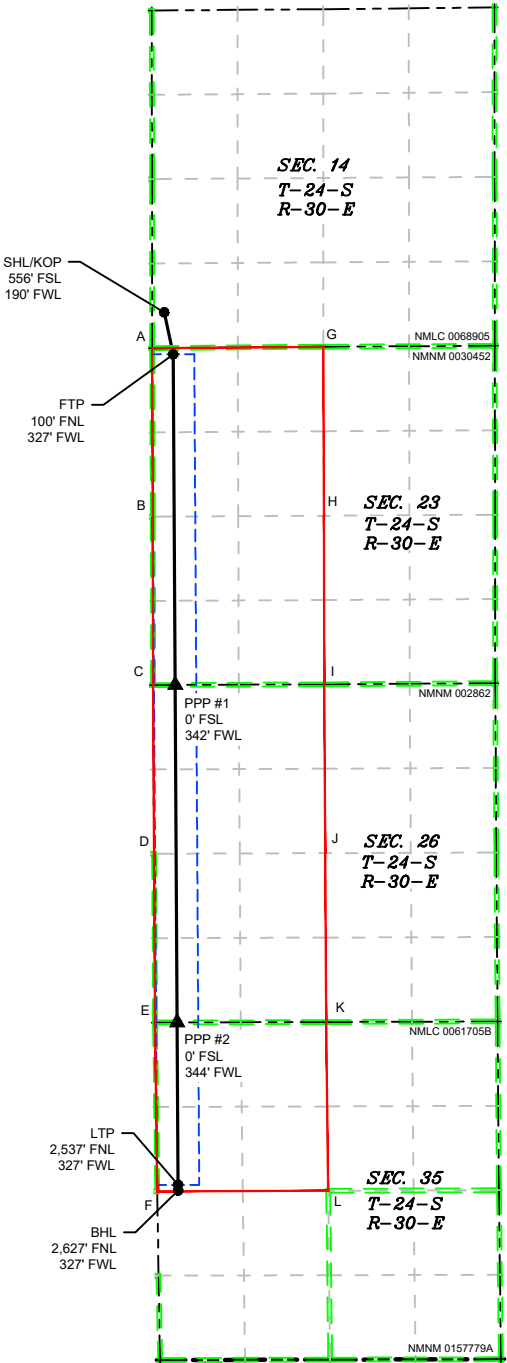 SEC. 14
T-24-S
R-30-E
SHL/KOP
556' FSL
190' FWL
A
G
NMLC 0068905
NMNM 0030452
FTP
100' FNL
327' FWL
B
H
SEC. 23
T-24-S
R-30-E
C
I
NMNM 002862
PPP #1
0' FSL
342' FWL
D
J
SEC. 26
T-24-S
R-30-E
E
K
NMLC 0061705B
PPP #2
0' FSL
344' FWL
LTP
2,537' FNL
327' FWL
F
L
SEC. 35
T-24-S
R-30-E
BHL
2,627' FNL
327' FWL
NMNM 0157779A